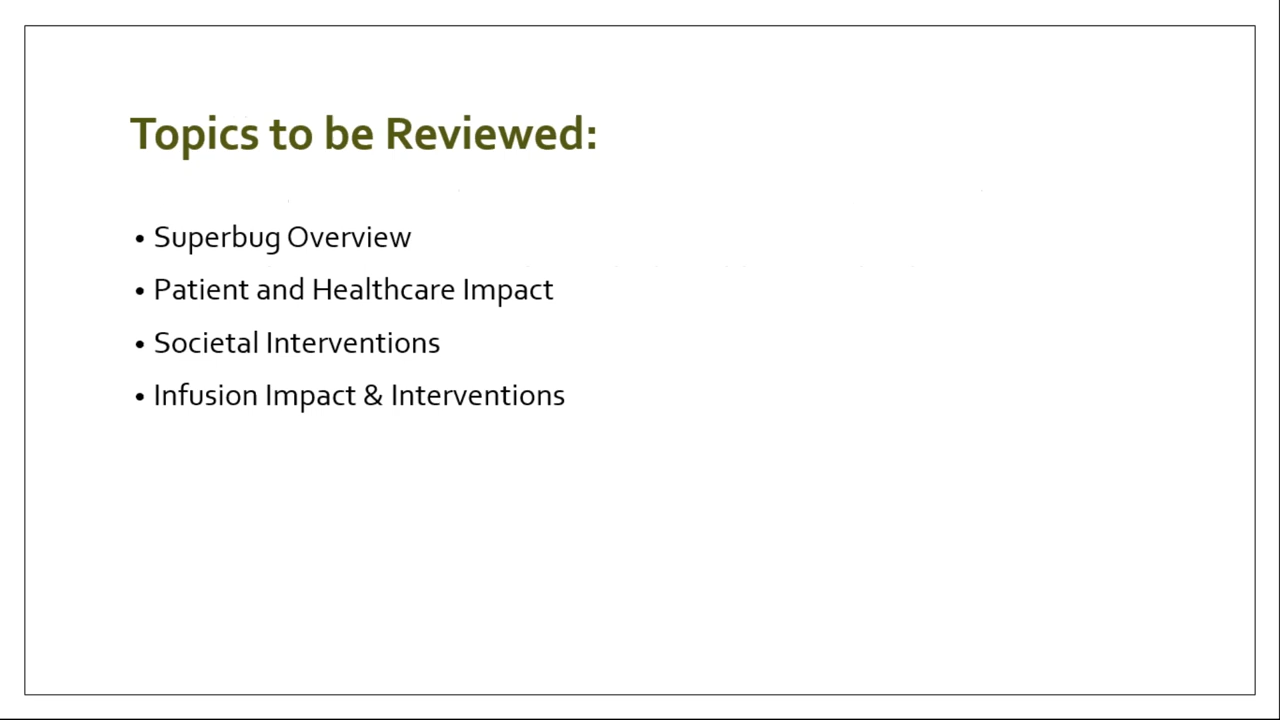 Topics to be Reviewed:
• Superbug Overview
• Patient and Healthcare Impact
• Societal Interventions
• Infusion Impact & Interventions